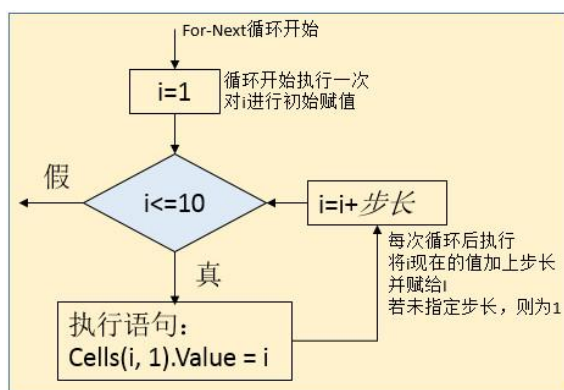 For-Next循环开始
i=1
循环开始执行一次
对i进行初始赋值
假
i<=10
i=i+步长
每次循环后执行
将i现在的值加上步长
并赋给I
若未指定步长，则为1
真
执行语句：
Cells(i, 1).Value = i